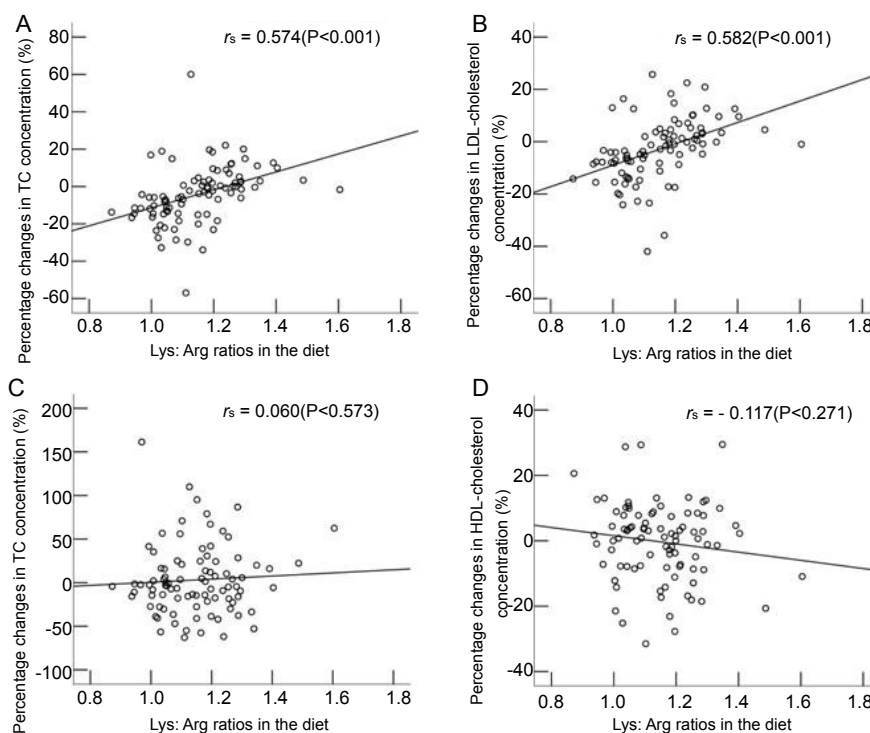 A
Percentage changes in TC concentration (%)
rs = 0.574(P<0.001)
80
60
40
20
0
-20
-40
-60
0.8 1.0 1.2 1.4 1.6 1.8
Lys: Arg ratios in the diet
B
Percentage changes in LDL-cholesterol
concentration (%)
rs = 0.582(P<0.001)
40
20
0
-20
-40
-60
0.8 1.0 1.2 1.4 1.6 1.8
Lys: Arg ratios in the diet
C
Percentage changes in TC concentration (%)
rs = 0.060(P<0.573)
200
150
100
50
0
-50
-100
0.8 1.0 1.2 1.4 1.6 1.8
Lys: Arg ratios in the diet
D
Percentage changes in HDL-cholesterol
concentration (%)
rs = - 0.117(P<0.271)
40
20
0
-20
-40
0.8 1.0 1.2 1.4 1.6 1.8
Lys: Arg ratios in the diet